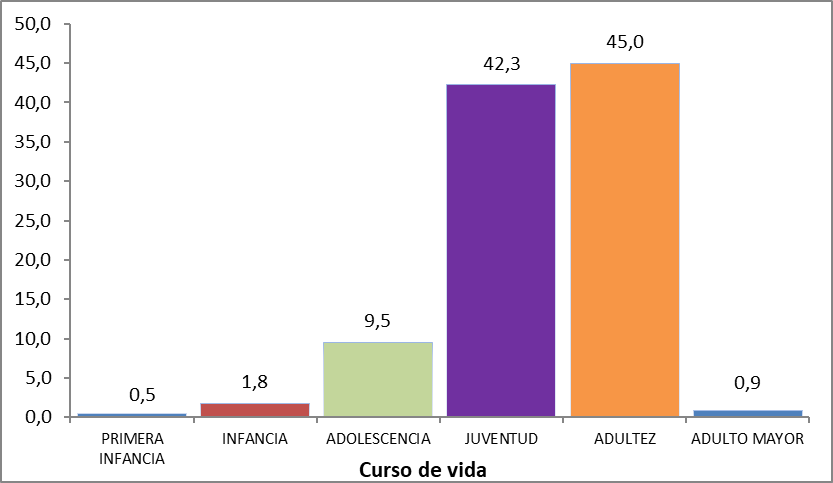 50,0
45,0
40,0
35,0
30,0
25,0
20,0
15,0
10,0
5,0
0,0
0,5
1,8
9,5
42,3
45,0
0,9
PRIMERA
INFANCIA
INFANCIA
ADOLESCENCIA
JUVENTUD
ADULTEZ
ADULTO MAYOR
Curso de vida